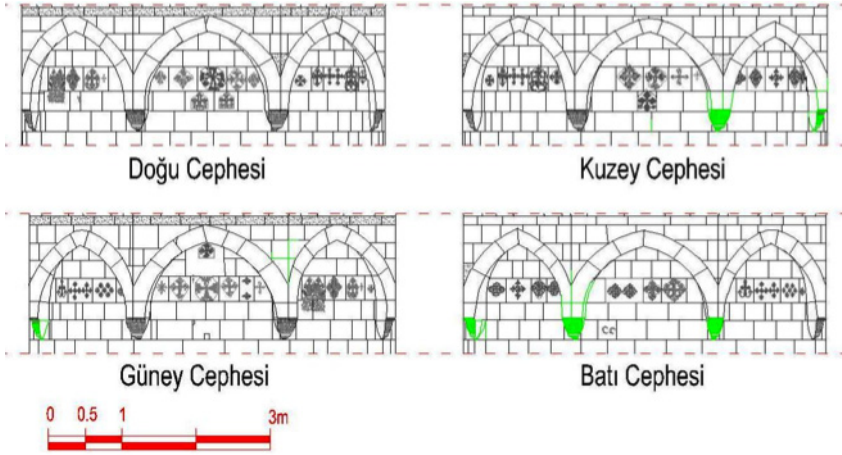 Doğu Cephesi
Kuzey Cephesi
Güney Cephesi
Batı Cephesi
0 0.5 1 3m